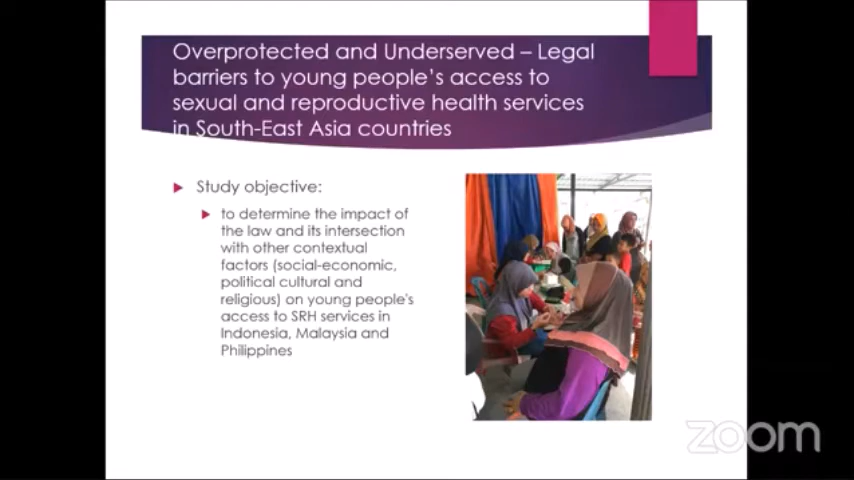 Overprotected and Underserved – Legal
barriers to young people's access to
sexual and reproductive health services
in South-East Asia countries
Study objective:
to determine the impact of
the law and its intersection
with other contextual
factors (social-economic,
political cultural and
religious) on young people's
access to SRH services in
Indonesia, Malaysia and
Philippines
zoom